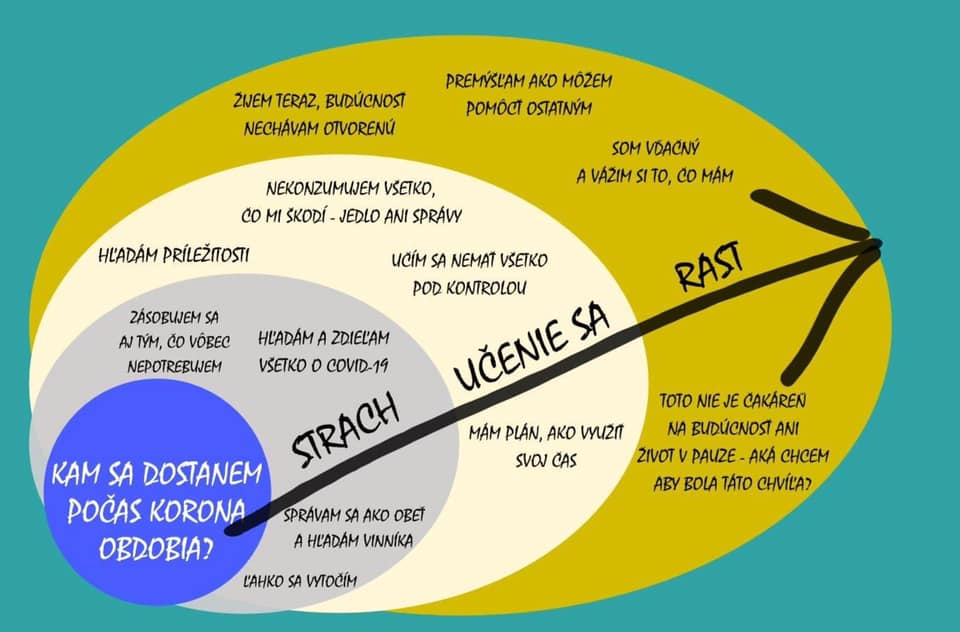 PREMÝŠĽAM AKO MÔŽEM
POMÔCŤ OSTATNÝM
ŽIJEM TERAZ, BUDÚCNOSŤ
NECHÁVAM OTVORENÚ
SOM VĎAČNÝ
A VÁŽIM SI TO, ČO MÁM
NEKONZUMUJEM VŠETKO,
ČO MI ŠKODÍ - JEDLO ANI SPRÁVY
HĽADÁM PRÍLEŽITOSTI
UČÍM SA NEMAŤ VŠETKO
POD KONTROLOU
RAST
UČENIE SA
STRACH
ZÁSOBUJEM SA
AJ TÝM, ČO VÔBEC
NEPOTREBUJEM
HĽADÁM A ZDIEĽAM
VŠETKO O COVID-19
TOTO NIE JE ČAKÁREŇ
NA BUDÚCNOSŤ ANI
ŽIVOT V PAUZE - AKÁ CHCEM
ABY BOLA TÁTO CHVÍĽA?
MÁM PLÁN, AKO VYUŽIŤ
SVOJ ČAS
KAM SA DOSTANEM
POČAS KORONA
OBDOBIA?
SPRÁVAM SA AKO OBEŤ
A HĽADÁM VINNÍKA
ĽAHKO SA VYTOČÍM